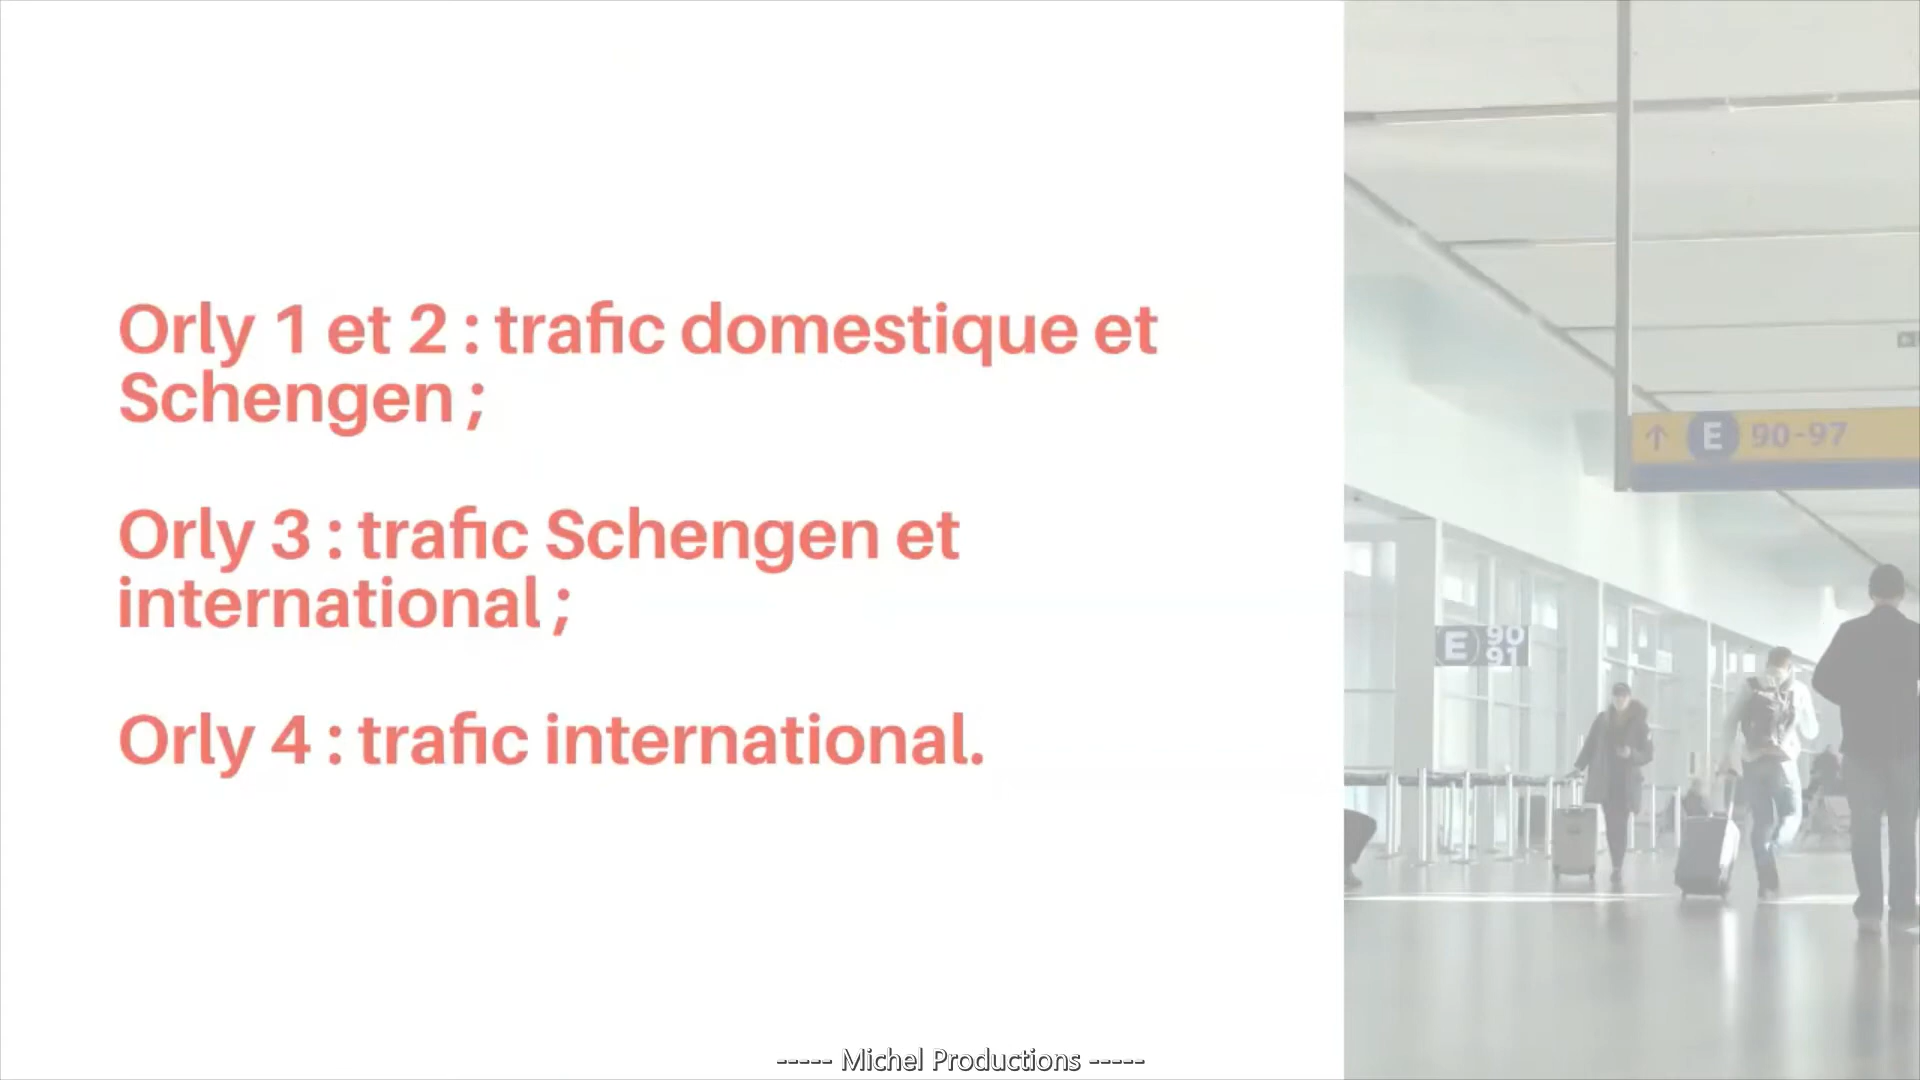 Orly 1 et 2 : trafic domestique et
Schengen ;
Orly 3 : trafic Schengen et
international ;
Orly 4 : trafic international.
↑ E 90-97
E 90
91
----- Michel Productions -----